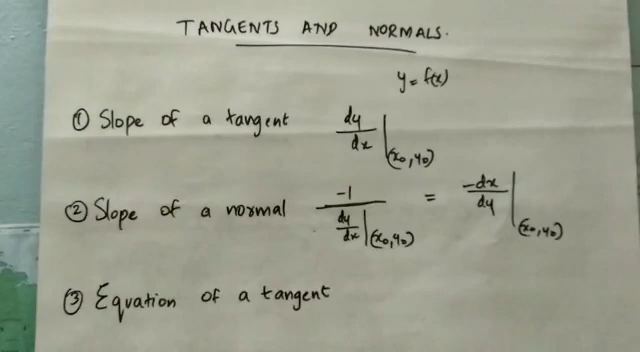 TANGENTS AND NORMALS.
y = f(x)
① Slope of a tangent dy/dx |(x₀,y₀)
② Slope of a normal -1 / dy/dx |(x₀,y₀) = -dx/dy |(x₀,y₀)
③ Equation of a tangent